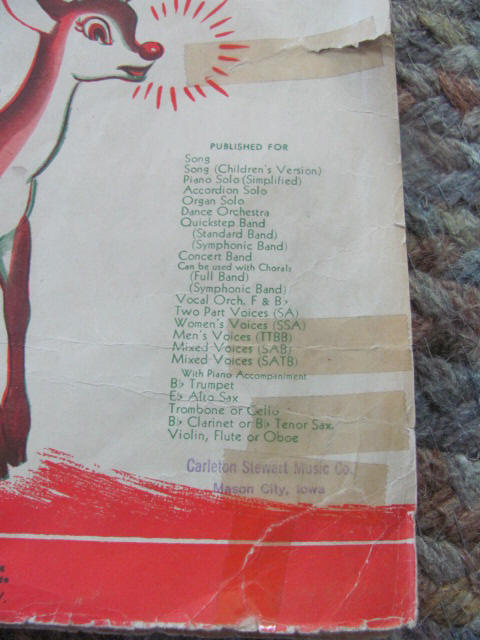 PUBLISHED FOR
Song
Song (Children's Version)
Piano Solo (Simplified)
Accordion Solo
Organ Solo
Dance Orchestra
Quickstep Band
(Standard Band)
(Symphonic Band)
Concert Band
Can be used with Chorals
(Full Band)
(Symphonic Band)
Vocal Orch. F & B♭
Two Part Voices (SA)
Women's Voices (SSA)
Men's Voices (TTBB)
Mixed Voices (SAB)
Mixed Voices (SATB)
With Piano Accompaniment
B♭ Trumpet
E♭ Alto Sax
Trombone or Cello
B♭ Clarinet or B♭ Tenor Sax.
Violin, Flute or Oboe
Carleton Stewart Music Co.
Mason City, Iowa